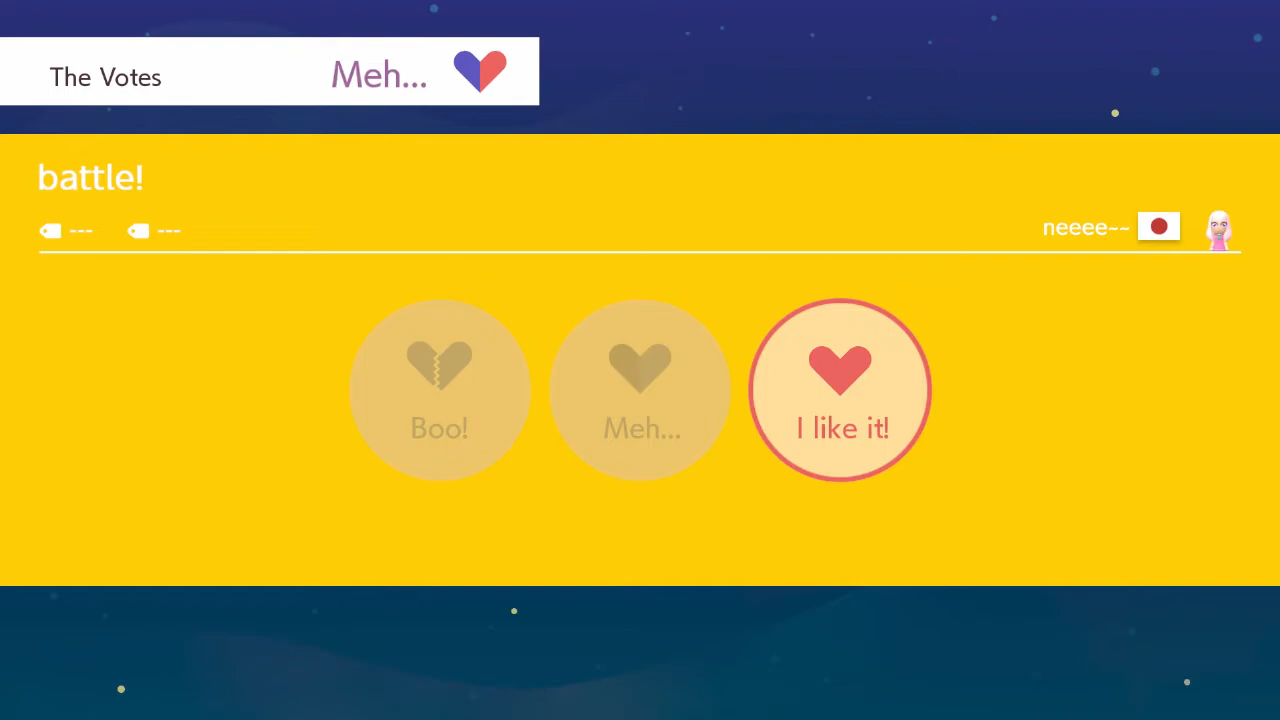 The Votes
Meh...
battle!
--- ---
neeee~~
Boo!
Meh...
I like it!